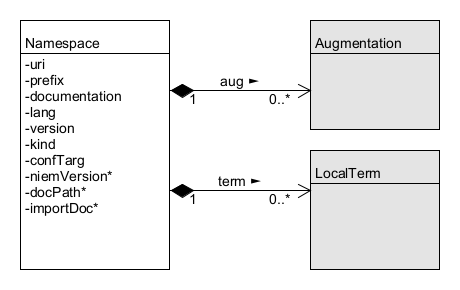 Namespace
-uri
-prefix
-documentation
-lang
-version
-kind
-confTarg
-niemVersion*
-docPath*
-importDoc*
aug ►
1
0..*
Augmentation
term ►
1
0..*
LocalTerm